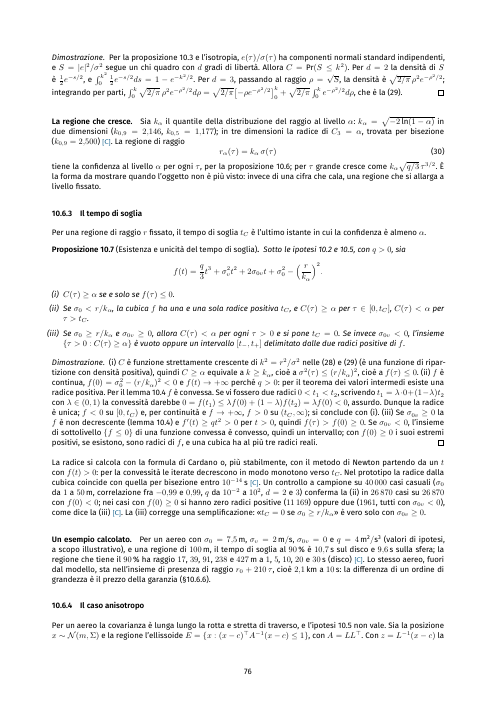 Dimostrazione. Per la proposizione 10.3 e l'isotropia, e(τ)/σ(τ) ha componenti normali standard indipendenti,
e S = |e|²/σ² segue un chi quadro con d gradi di libertà. Allora C = Pr(S ≤ k²). Per d = 2 la densità di S
è ½e^{−s/2}, e ∫₀^{k²} ½e^{−s/2}ds = 1 − e^{−k²/2}. Per d = 3, passando al raggio ρ = √S, la densità è √(2/π) ρ²e^{−ρ²/2};
integrando per parti, ∫₀^k √(2/π) ρ²e^{−ρ²/2}dρ = √(2/π)[−ρe^{−ρ²/2}]₀^k + √(2/π) ∫₀^k e^{−ρ²/2}dρ, che è la (29). □
La regione che cresce. Sia k_α il quantile della distribuzione del raggio al livello α: k_α = √(−2 ln(1 − α)) in
due dimensioni (k₀,₉ = 2,146, k₀,₅ = 1,177); in tre dimensioni la radice di C₃ = α, trovata per bisezione
(k₀,₉ = 2,500) [C]. La regione di raggio
r_α(τ) = k_α σ(τ) (30)
tiene la confidenza al livello α per ogni τ, per la proposizione 10.6; per τ grande cresce come k_α√(q/3) τ^{3/2}. È
la forma da mostrare quando l'oggetto non è più visto: invece di una cifra che cala, una regione che si allarga a
livello fissato.
10.6.3 Il tempo di soglia
Per una regione di raggio r fissato, il tempo di soglia t_C è l'ultimo istante in cui la confidenza è almeno α.
Proposizione 10.7 (Esistenza e unicità del tempo di soglia). Sotto le ipotesi 10.2 e 10.5, con q > 0, sia
f(t) = q/3 t³ + σ_v² t² + 2σ₀ᵥt + σ₀² − (r/k_α)².
(i) C(τ) ≥ α se e solo se f(τ) ≤ 0.
(ii) Se σ₀ < r/k_α, la cubica f ha una e una sola radice positiva t_C, e C(τ) ≥ α per τ ∈ [0, t_C], C(τ) < α per
τ > t_C.
(iii) Se σ₀ ≥ r/k_α e σ₀ᵥ ≥ 0, allora C(τ) < α per ogni τ > 0 e si pone t_C = 0. Se invece σ₀ᵥ < 0, l'insieme
{τ > 0 : C(τ) ≥ α} è vuoto oppure un intervallo [t₋, t₊] delimitato dalle due radici positive di f.
Dimostrazione. (i) C è funzione strettamente crescente di k² = r²/σ² nelle (28) e (29) (è una funzione di ripar-
tizione con densità positiva), quindi C ≥ α equivale a k ≥ k_α, cioè a σ²(τ) ≤ (r/k_α)², cioè a f(τ) ≤ 0. (ii) f è
continua, f(0) = σ₀² − (r/k_α)² < 0 e f(t) → +∞ perché q > 0: per il teorema dei valori intermedi esiste una
radice positiva. Per il lemma 10.4 f è convessa. Se vi fossero due radici 0 < t₁ < t₂, scrivendo t₁ = λ·0+(1−λ)t₂
con λ ∈ (0, 1) la convessità darebbe 0 = f(t₁) ≤ λf(0) + (1 − λ)f(t₂) = λf(0) < 0, assurdo. Dunque la radice
è unica; f < 0 su [0, t_C) e, per continuità e f → +∞, f > 0 su (t_C, ∞); si conclude con (i). (iii) Se σ₀ᵥ ≥ 0 la
f è non decrescente (lemma 10.4) e f′(t) ≥ qt² > 0 per t > 0, quindi f(τ) > f(0) ≥ 0. Se σ₀ᵥ < 0, l'insieme
di sottolivello {f ≤ 0} di una funzione convessa è convesso, quindi un intervallo; con f(0) ≥ 0 i suoi estremi
positivi, se esistono, sono radici di f, e una cubica ha al più tre radici reali. □
La radice si calcola con la formula di Cardano o, più stabilmente, con il metodo di Newton partendo da un t
con f(t) > 0: per la convessità le iterate decrescono in modo monotono verso t_C. Nel prototipo la radice dalla
cubica coincide con quella per bisezione entro 10⁻¹⁴ s [C]. Un controllo a campione su 40 000 casi casuali (σ₀
da 1 a 50 m, correlazione fra −0,99 e 0,99, q da 10⁻² a 10², d = 2 e 3) conferma la (ii) in 26 870 casi su 26 870
con f(0) < 0; nei casi con f(0) ≥ 0 si hanno zero radici positive (11 169) oppure due (1961, tutti con σ₀ᵥ < 0),
come dice la (iii) [C]. La (iii) corregge una semplificazione: «t_C = 0 se σ₀ ≥ r/k_α» è vero solo con σ₀ᵥ ≥ 0.
Un esempio calcolato. Per un aereo con σ₀ = 7,5 m, σ_v = 2 m/s, σ₀ᵥ = 0 e q = 4 m²/s³ (valori di ipotesi,
a scopo illustrativo), e una regione di 100 m, il tempo di soglia al 90 % è 10,7 s sul disco e 9,6 s sulla sfera; la
regione che tiene il 90 % ha raggio 17, 39, 91, 238 e 427 m a 1, 5, 10, 20 e 30 s (disco) [C]. Lo stesso aereo, fuori
dal modello, sta nell'insieme di presenza di raggio r₀ + 210 τ, cioè 2,1 km a 10 s: la differenza di un ordine di
grandezza è il prezzo della garanzia (§10.6.6).
10.6.4 Il caso anisotropo
Per un aereo la covarianza è lunga lungo la rotta e stretta di traverso, e l'ipotesi 10.5 non vale. Sia la posizione
x ∼ N(m, Σ) e la regione l'ellissoide E = {x : (x − c)ᵀA⁻¹(x − c) ≤ 1}, con A = LLᵀ. Con z = L⁻¹(x − c) la
76